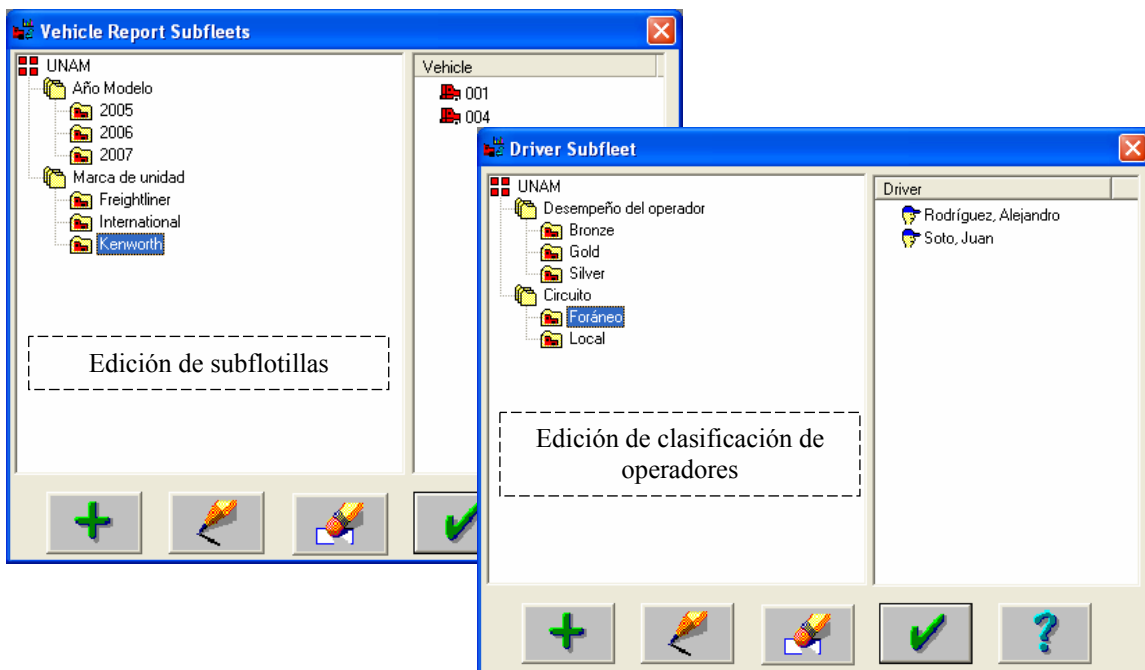 Vehicle Report Subfleets
UNAM
Año Modelo
2005
2006
2007
Marca de unidad
Freightliner
International
Kenworth
Edición de subflotillas
Vehicle
001
004
Driver Subfleet
UNAM
Desempeño del operador
Bronze
Gold
Silver
Circuito
Foráneo
Local
Edición de clasificación de
operadores
Driver
Rodríguez, Alejandro
Soto, Juan